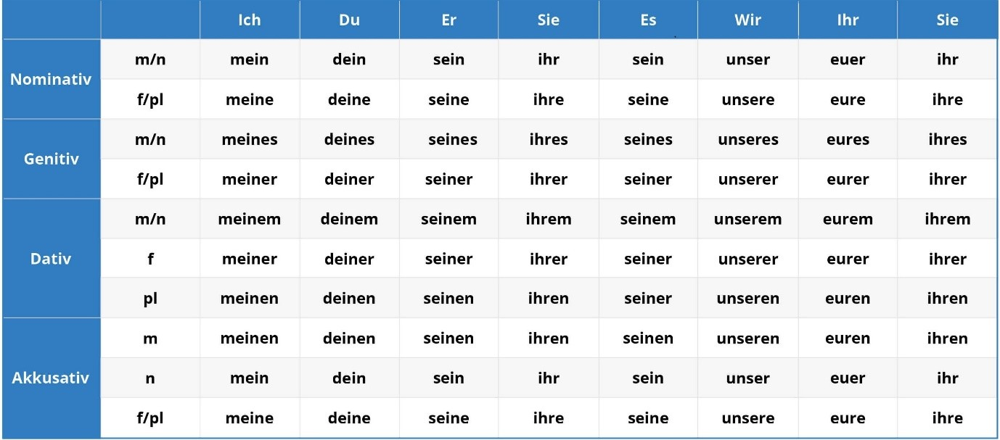 Ich Du Er Sie Es Wir Ihr Sie
Nominativ
m/n mein dein sein ihr sein unser euer ihr
f/pl meine deine seine ihre seine unsere eure ihre
Genitiv
m/n meines deines seines ihres seines unseres eures ihres
f/pl meiner deiner seiner ihrer seiner unserer eurer ihrer
Dativ
m/n meinem deinem seinem ihrem seinem unserem eurem ihrem
f meiner deiner seiner ihrer seiner unserer eurer ihrer
pl meinen deinen seinen ihren seiner unseren euren ihren
Akkusativ
m meinen deinen seinen ihren seinen unseren euren ihren
n mein dein sein ihr sein unser euer ihr
f/pl meine deine seine ihre seine unsere eure ihre